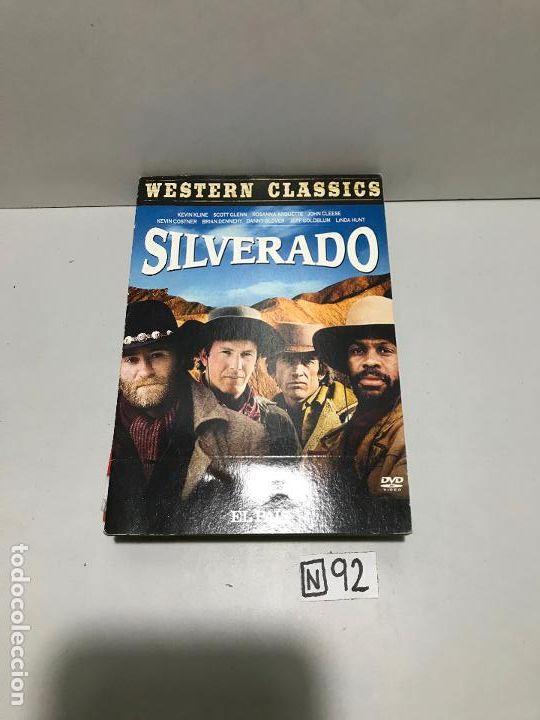 WESTERN CLASSICS
KEVIN KLINE SCOTT GLENN ROSANNA ARQUETTE JOHN CLEESE
KEVIN COSTNER BRIAN DENNEHY DANNY GLOVER JEFF GOLDBLUM LINDA HUNT
SILVERADO
DVD
VIDEO
EL
N 92
todocoleccion